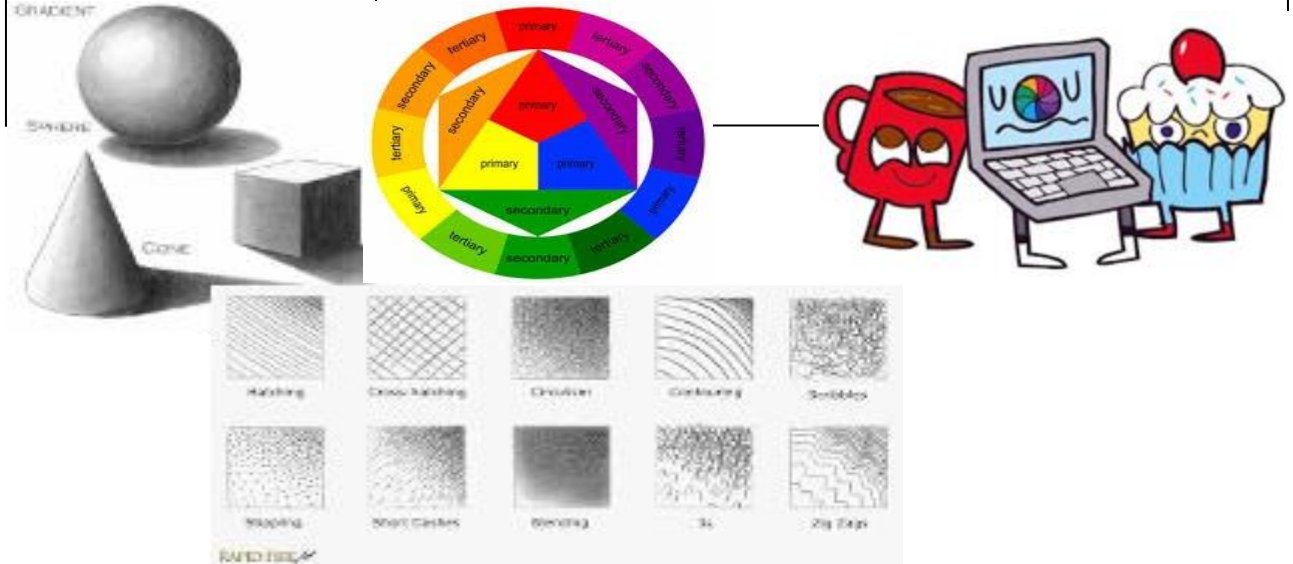 GRADIENT
SPHERE
CONE
primary
tertiary
secondary
tertiary
primary
tertiary
secondary
tertiary
primary
tertiary
secondary
tertiary
primary
secondary
secondary
primary
primary
secondary
Hatching
Cross-hatching
Circulism
Contouring
Scribbles
Stippling
Short Dashes
Blending
Zig Zags